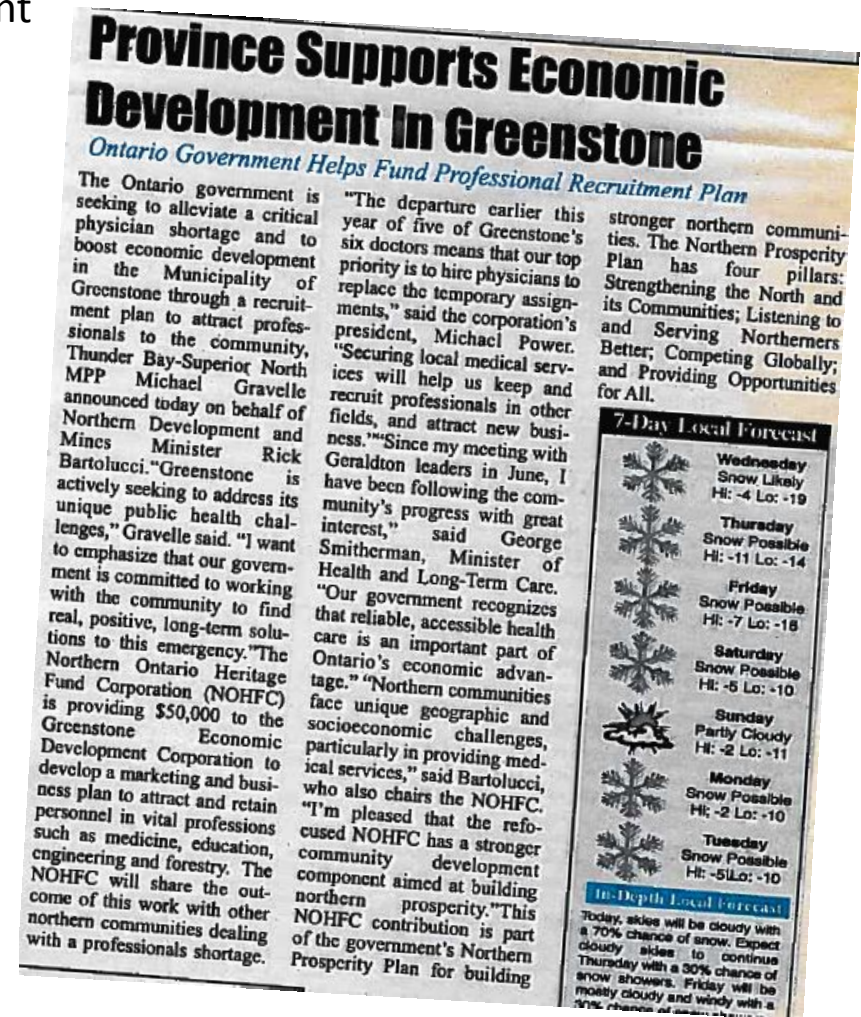 nt
Province Supports Economic
Development In Greenstone
Ontario Government Helps Fund Professional Recruitment Plan
The Ontario government is
seeking to alleviate a critical
physician shortage and to
boost economic development
in the Municipality of
Greenstone through a recruit-
ment plan to attract profes-
sionals to the community,
Thunder Bay-Superior North
MPP Michael Gravelle
announced today on behalf of
Northern Development and
Mines Minister Rick
Bartolucci."Greenstone is
actively seeking to address its
unique public health chal-
lenges," Gravelle said. "I want
to emphasize that our govern-
ment is committed to working
with the community to find
real, positive, long-term solu-
tions to this emergency."The
Northern Ontario Heritage
Fund Corporation (NOHFC)
is providing $50,000 to the
Greenstone Economic
Development Corporation to
develop a marketing and busi-
ness plan to attract and retain
personnel in vital professions
such as medicine, education,
engineering and forestry. The
NOHFC will share the out-
come of this work with other
northern communities dealing
with a professionals shortage.
"The departure earlier this
year of five of Greenstone's
six doctors means that our top
priority is to hire physicians to
replace the temporary assign-
ments," said the corporation's
president, Michael Power.
"Securing local medical serv-
ices will help us keep and
recruit professionals in other
fields, and attract new busi-
ness.'"“Since my meeting with
Geraldton leaders in June, I
have been following the com-
munity's progress with great
interest," said George
Smitherman, Minister of
Health and Long-Term Care.
"Our government recognizes
that reliable, accessible health
care is an important part of
Ontario's economic advan-
tage." "Northern communities
face unique geographic and
socioeconomic challenges,
particularly in providing med-
ical services," said Bartolucci,
who also chairs the NOHFC.
"I'm pleased that the refo-
cused NOHFC has a stronger
community development
component aimed at building
northern prosperity."This
NOHFC contribution is part
of the government's Northern
Prosperity Plan for building
stronger northern communi-
ties. The Northern Prosperity
Plan has four pillars:
Strengthening the North and
its Communities; Listening to
and Serving Northerners
Better; Competing Globally;
and Providing Opportunities
for All.
7-Day Local Forecast
Wednesday
Snow Likely
Hi: -4 Lo: -19
Thursday
Snow Possible
Hi: -11 Lo: -14
Friday
Snow Possible
Hi: -7 Lo: -16
Saturday
Snow Possible
Hi: -5 Lo: -10
Sunday
Partly Cloudy
Hi: -2 Lo: -11
Monday
Snow Possible
Hi: -2 Lo: -10
Tuesday
Snow Possible
Hi: -5 Lo: -10
In-Depth Local Forecast
Today, skies will be cloudy with
a 70% chance of snow. Expect
cloudy skies to continue
Thursday with a 30% chance of
snow showers. Friday will be
mostly cloudy and windy with a
30% chance of snow